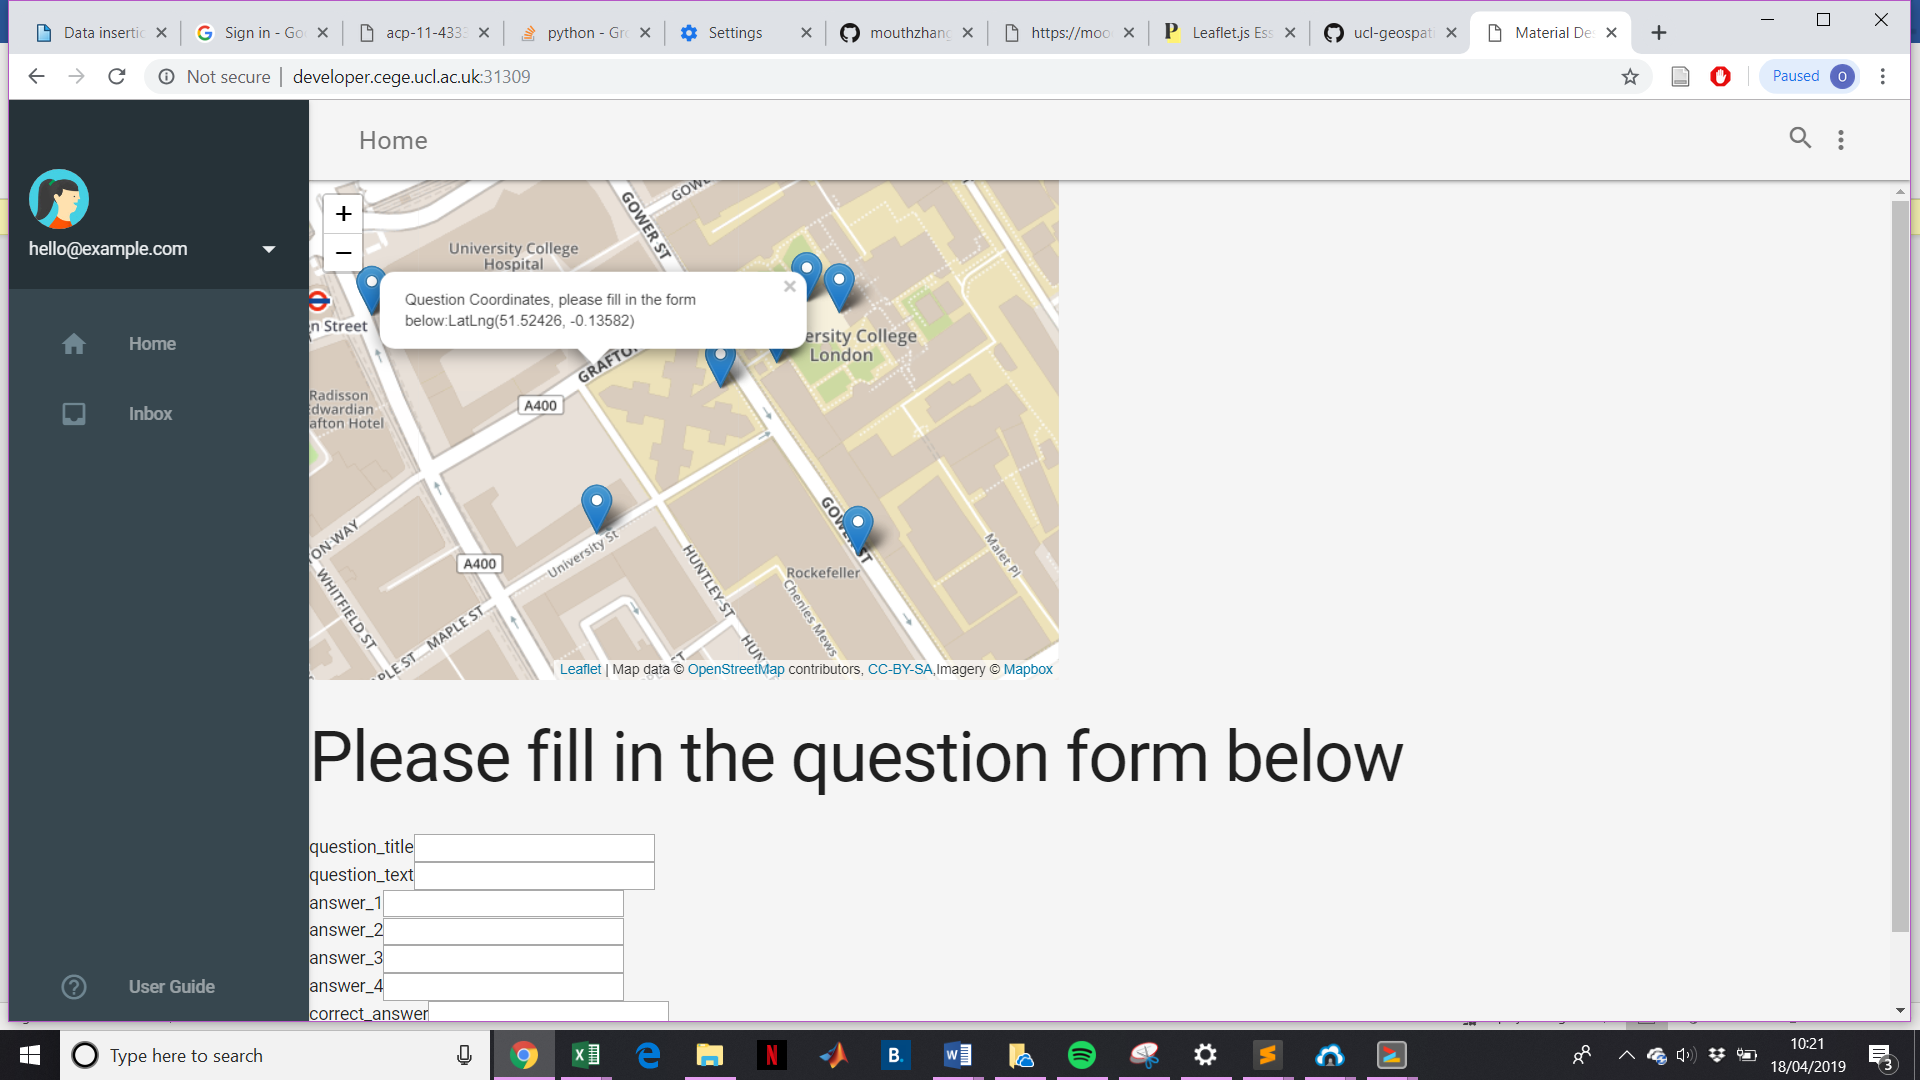 Data insertic
Sign in - Go
acp-11-4333
python - Gr
Settings
mouthzhang
https://moo
Leaflet.js Ess
ucl-geospat
Material De
Not secure | developer.cege.ucl.ac.uk:31309
Paused O
Home
hello@example.com
Home
Inbox
User Guide
+
−
University College
Hospital
GOWER ST
GOW
n Street
Question Coordinates, please fill in the form
below:LatLng(51.52426, -0.13582)
×
ersity College
London
GRAFTO
A400
Radisson
Edwardian
afton Hotel
GOWER ST
University St
A400
ON WAY
WHITFIELD ST
MAPLE ST
PLE ST
HUNTLEY ST
HUN
Rockefeller
Chenies Mews
Malet Pl
Leaflet | Map data © OpenStreetMap contributors, CC-BY-SA,Imagery © Mapbox
Please fill in the question form below
question_title
question_text
answer_1
answer_2
answer_3
answer_4
correct_answer
Type here to search
N
B.
10:21
18/04/2019
3